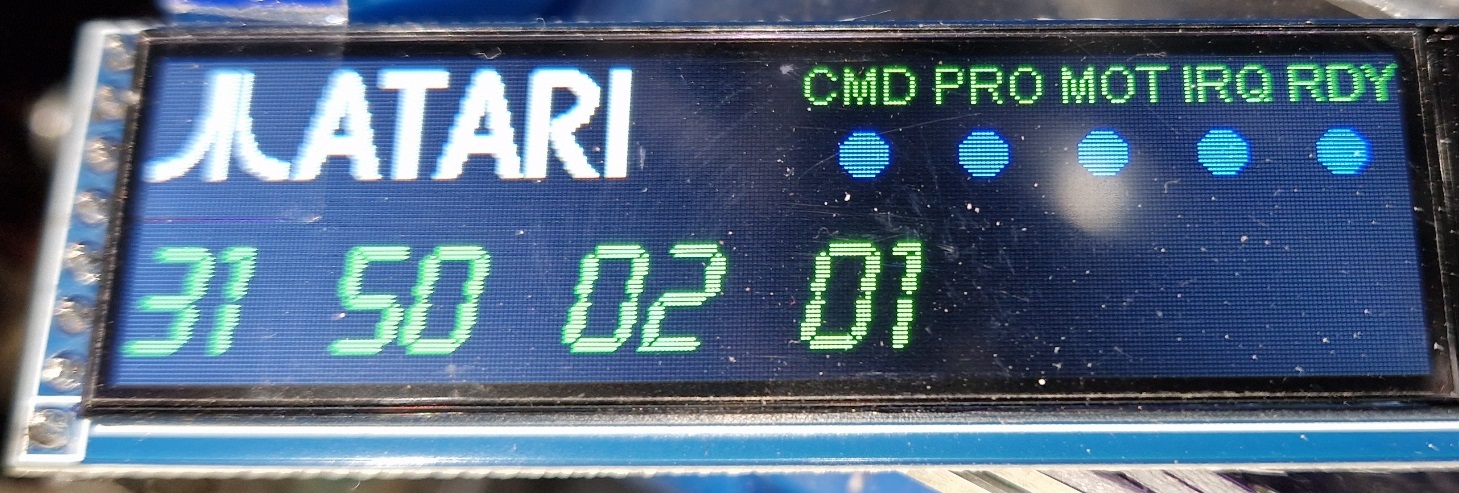 ATARI CMD PRO MOT IRQ RDY
31 50 02 01